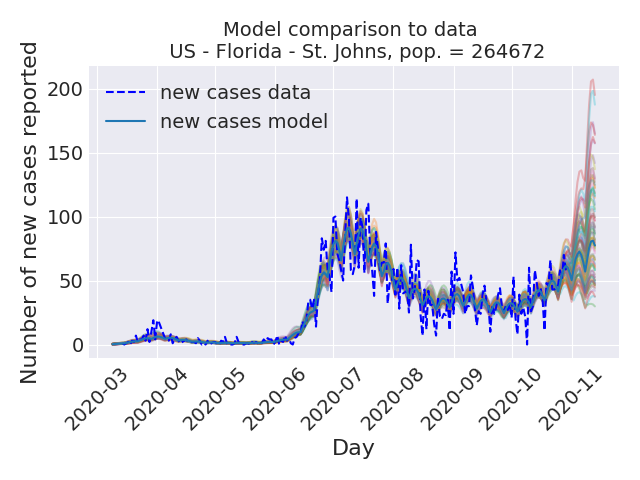 Model comparison to data
US - Florida - St. Johns, pop. = 264672
Number of new cases reported
200
150
100
50
0
new cases data
new cases model
2020-03
2020-04
2020-05
2020-06
2020-07
2020-08
2020-09
2020-10
2020-11
Day